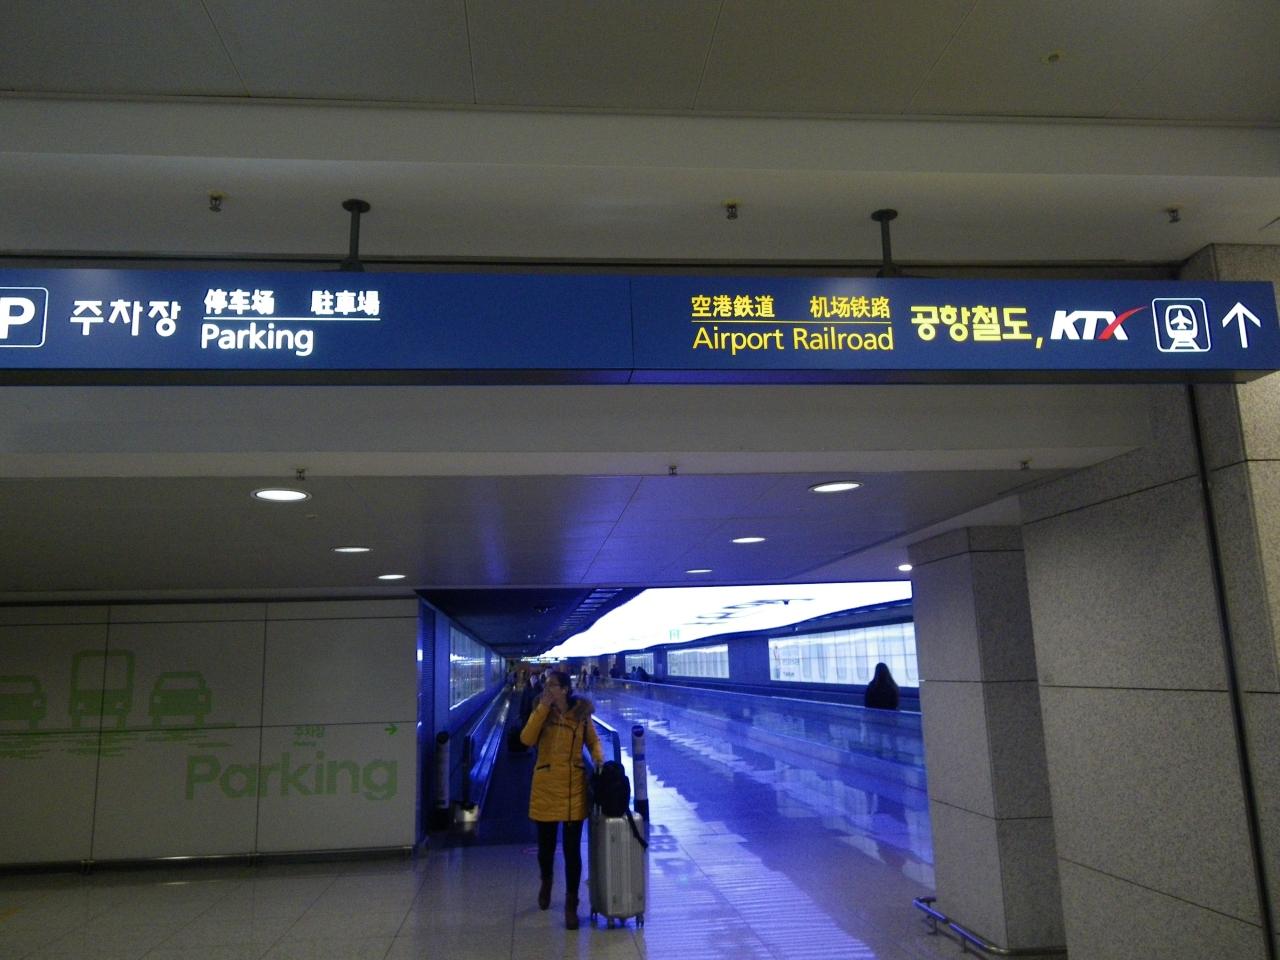 P 주차장 停车场 駐車場
Parking
空港鉄道 机场铁路
Airport Railroad
공항철도, KTX
주차장
Parking